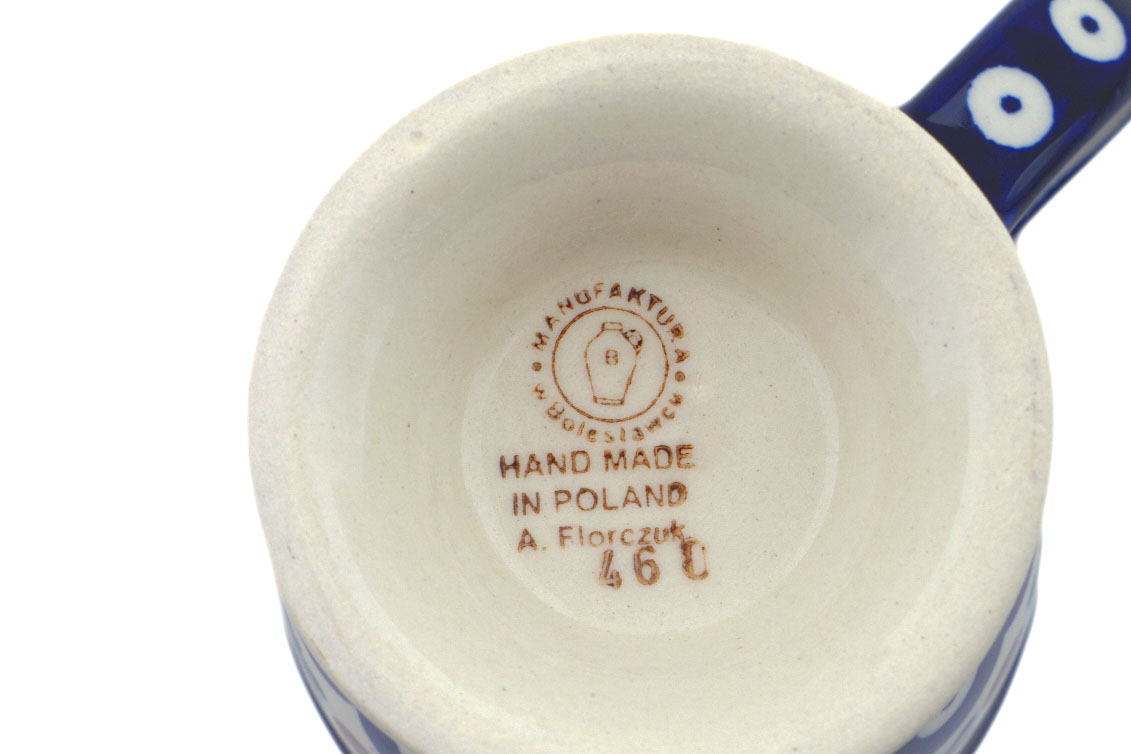 MANUFAKTURA
B
w Bolesławcu
HAND MADE
IN POLAND
A. Florczuk
460